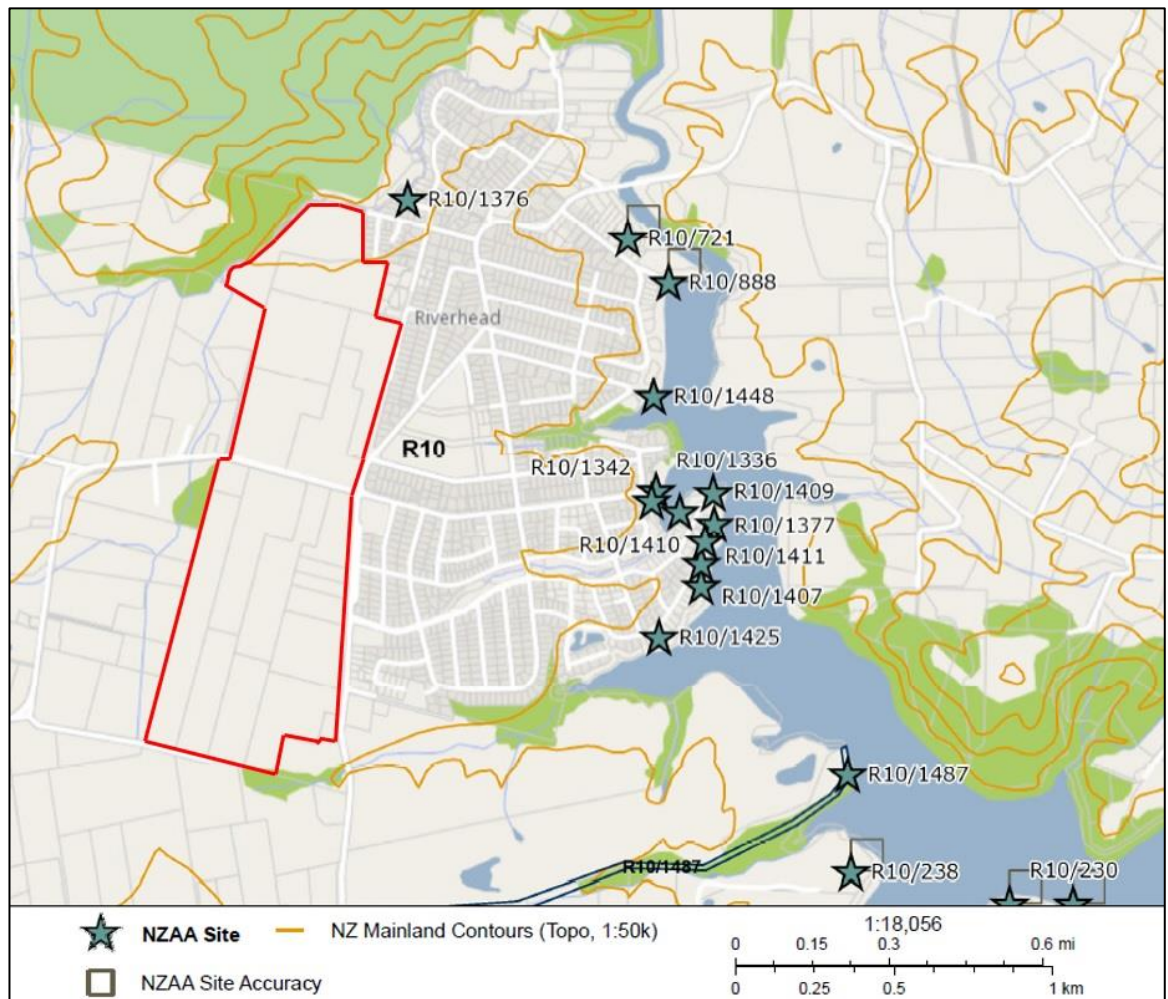 R10/1376
R10/721
R10/888
Riverhead
R10/1448
R10
R10/1336
R10/1342
R10/1409
R10/1377
R10/1410
R10/1411
R10/1407
R10/1425
R10/1487
R10/1487
R10/238
R10/230
NZAA Site
NZ Mainland Contours (Topo, 1:50k)
NZAA Site Accuracy
1:18,056
0 0.15 0.3 0.6 mi
0 0.25 0.5 1 km